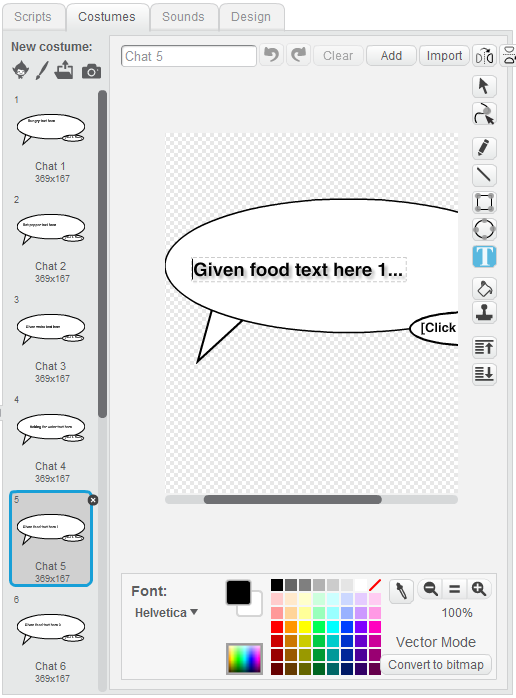 Scripts Costumes Sounds Design
New costume:
Chat 5 Clear Add Import
1
Chat 1
369x167
2
Chat 2
369x167
3
Chat 3
369x167
4
Chat 4
369x167
5
Chat 5
369x167
6
Chat 6
369x167
Given food text here 1...
[Click
T
Font:
Helvetica
100%
Vector Mode
Convert to bitmap